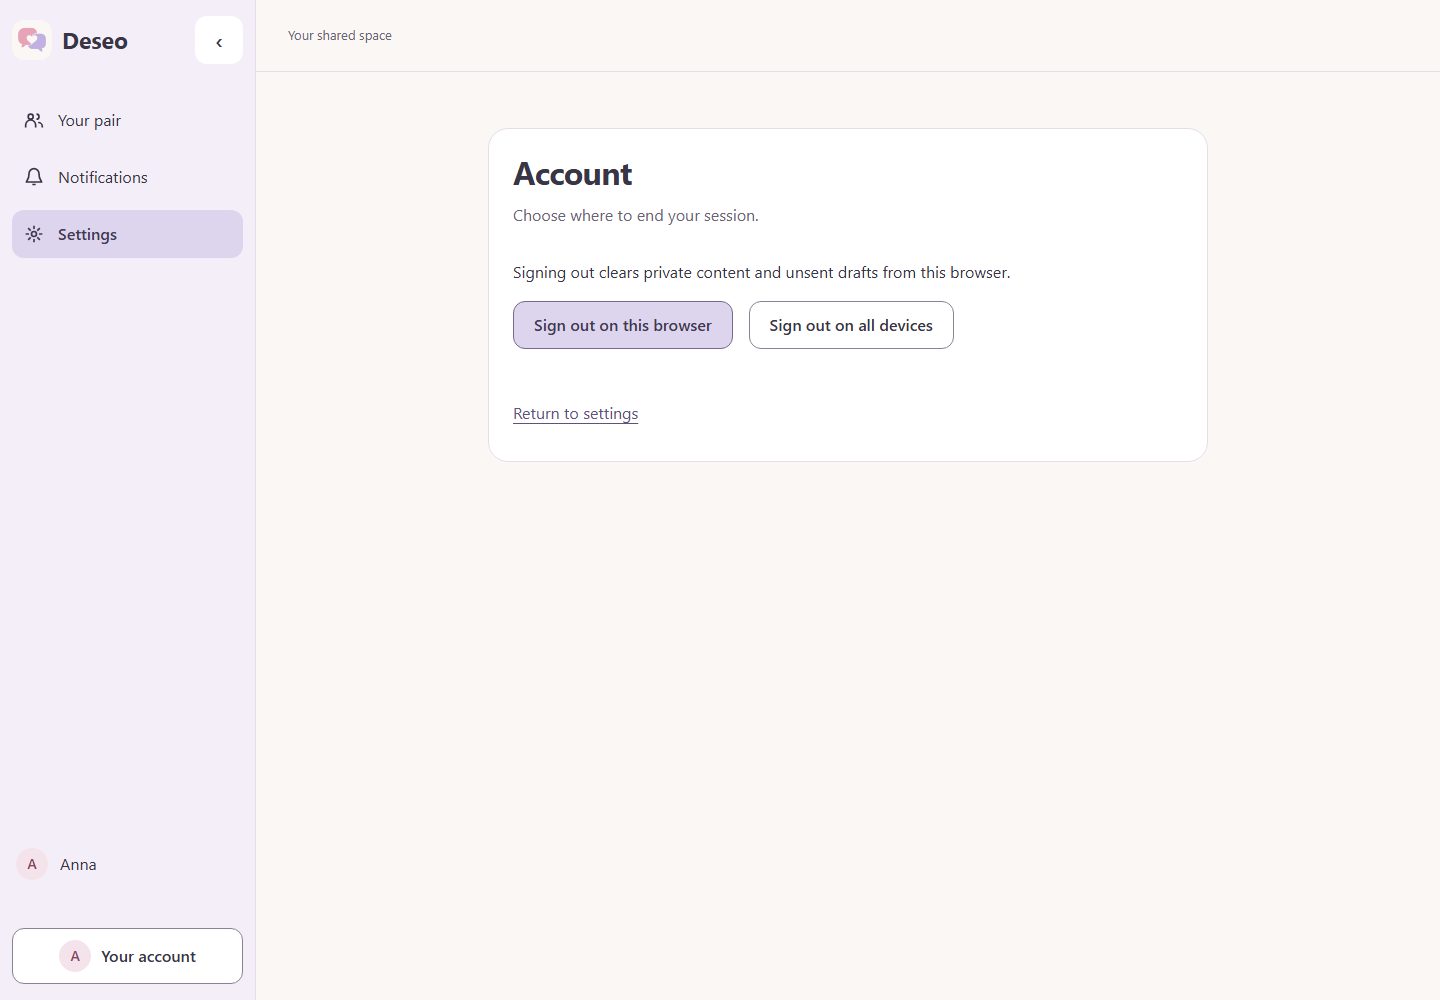 Deseo
‹
Your shared space
Your pair
Notifications
Settings
Account
Choose where to end your session.
Signing out clears private content and unsent drafts from this browser.
Sign out on this browser
Sign out on all devices
Return to settings
A Anna
A Your account